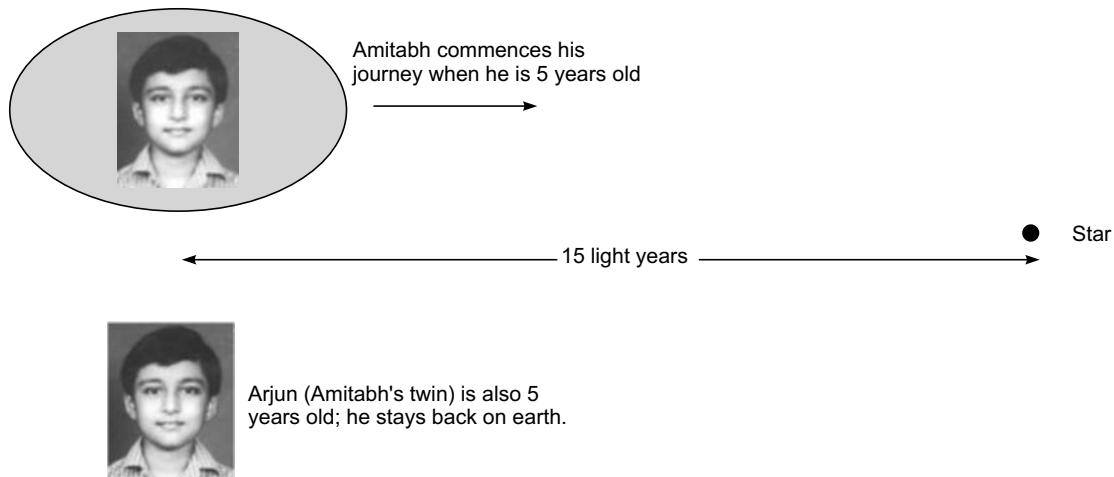 Amitabh commences his
journey when he is 5 years old
Star
15 light years
Arjun (Amitabh's twin) is also 5
years old; he stays back on earth.